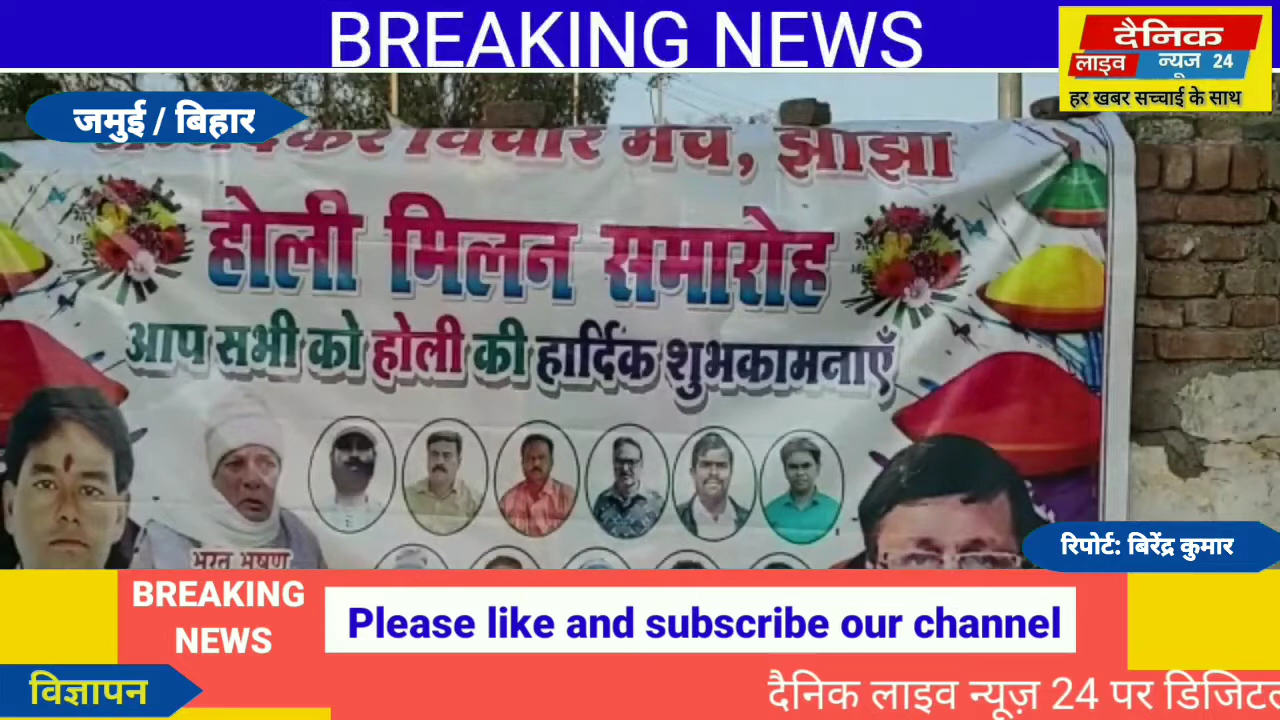 BREAKING NEWS
दैनिक
लाइव न्यूज 24
हर खबर सच्चाई के साथ
जमुई / बिहार
विचार मंच, झाझा
होली मिलन समारोह
आप सभी को होली की हार्दिक शुभकामनाएँ
भरत भूषण
रिपोर्ट: बिरेंद्र कुमार
BREAKING
NEWS
Please like and subscribe our channel
विज्ञापन
दैनिक लाइव न्यूज़ 24 पर डिजिटल